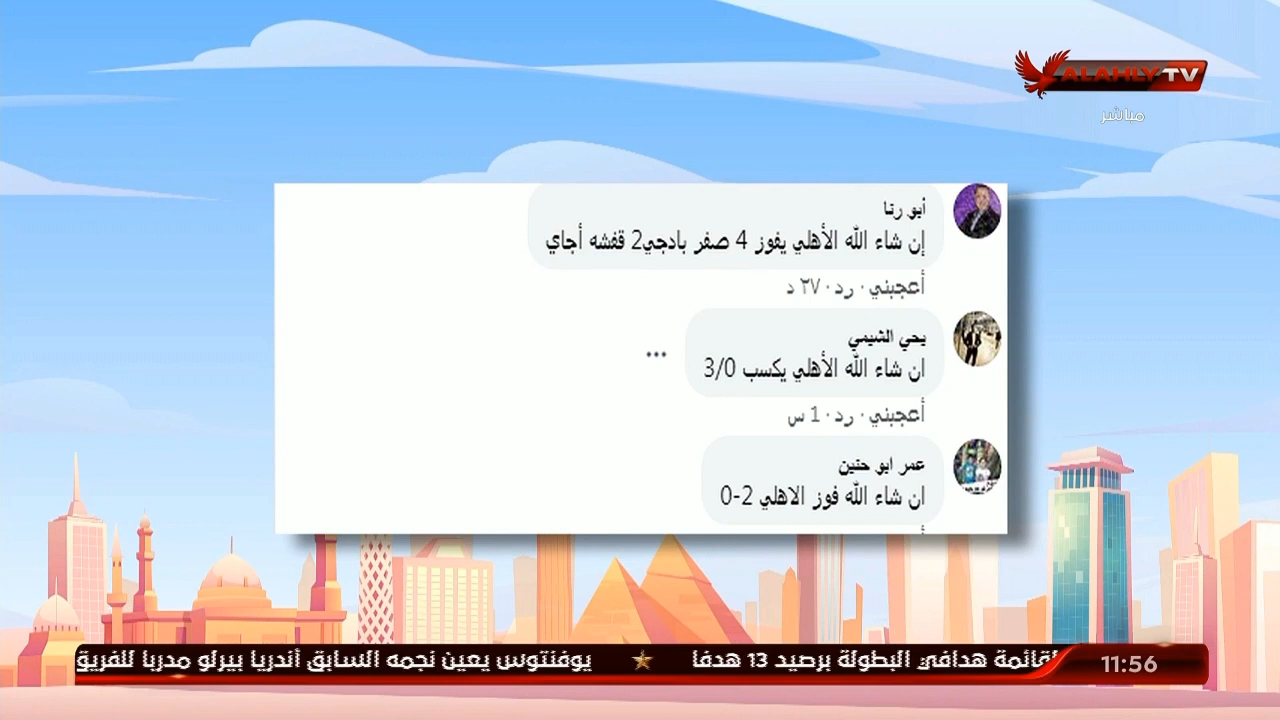 ALAHLY TV
مباشر
أبو رنا
إن شاء الله الأهلي يفوز 4 صفر بادجي2 قفشه أجاي
أعجبني · رد · ٢٧ د
يحي الشيمي
ان شاء الله الأهلي يكسب 3/0
...
أعجبني · رد · 1 س
عمر ابو حنين
ان شاء الله فوز الاهلي 2-0
11:56
لقائمة هدافي البطولة برصيد 13 هدفا ★ يوفنتوس يعين نجمه السابق أندريا بيرلو مدربا للفريق